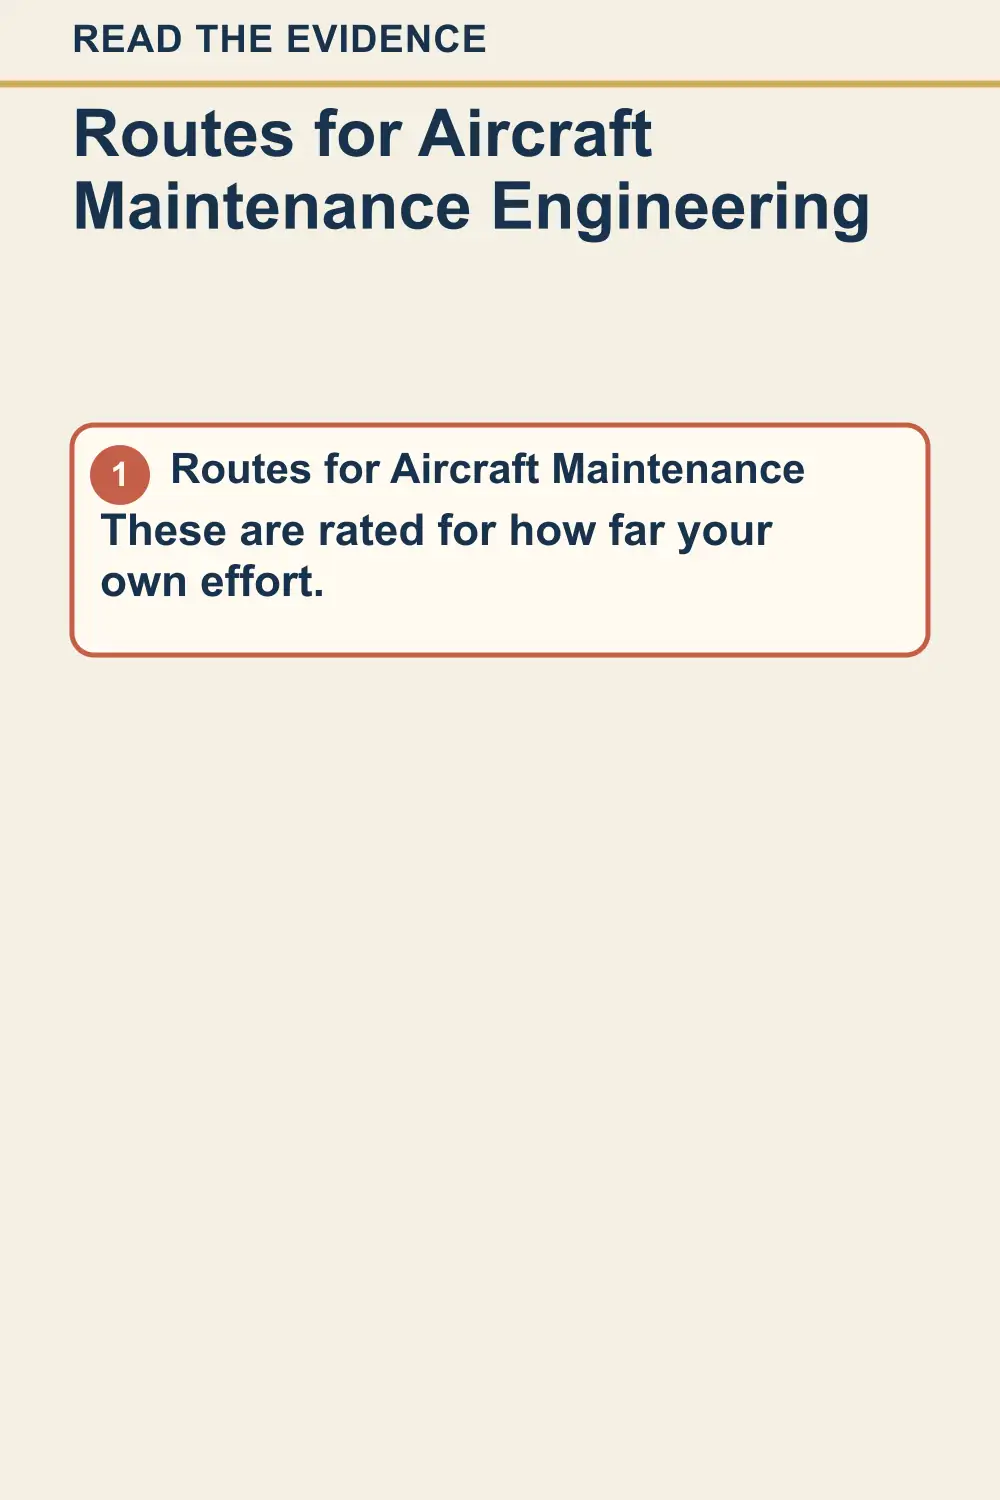 READ THE EVIDENCE
Routes for Aircraft
Maintenance Engineering
1 Routes for Aircraft Maintenance
These are rated for how far your
own effort.